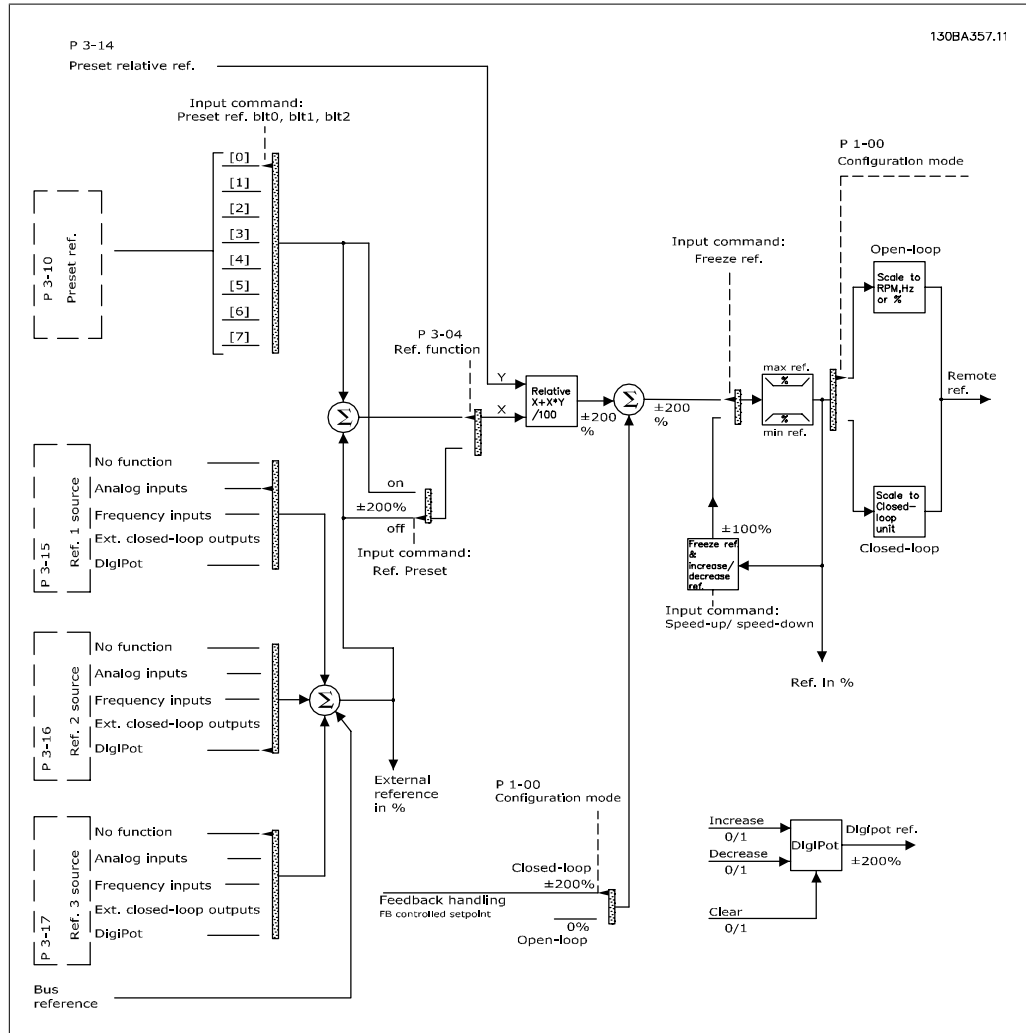 130BA357.11
P 3-14
Preset relative ref.
Input command:
Preset ref. bit0, bit1, bit2
P 1-00
Configuration mode
[0]
[1]
[2]
[3]
[4]
[5]
[6]
[7]
P 3-10
Preset ref.
Input command:
Freeze ref.
Open-loop
Scale to
RPM,Hz
or %
P 3-04
Ref. function
Y
X
Relative
X+X*Y
/100
±200
%
Σ
±200
%
max ref.
%
%
min ref.
Remote
ref.
Σ
on
±200%
off
Input command:
Ref. Preset
±100%
Freeze ref.
&
increase/
decrease
ref.
Input command:
Speed-up/ speed-down
Scale to
Closed-
loop
unit
Closed-loop
Ref. in %
P 3-15
Ref. 1 source
No function
Analog inputs
Frequency inputs
Ext. closed-loop outputs
DigiPot
P 3-16
Ref. 2 source
No function
Analog inputs
Frequency inputs
Ext. closed-loop outputs
DigiPot
Σ
External
reference
in %
P 3-17
Ref. 3 source
No function
Analog inputs
Frequency inputs
Ext. closed-loop outputs
DigiPot
Bus
reference
P 1-00
Configuration mode
Closed-loop
±200%
Feedback handling
FB controlled setpoint
0%
Open-loop
Increase
0/1
Decrease
0/1
Clear
0/1
DigiPot
Digipot ref.
±200%